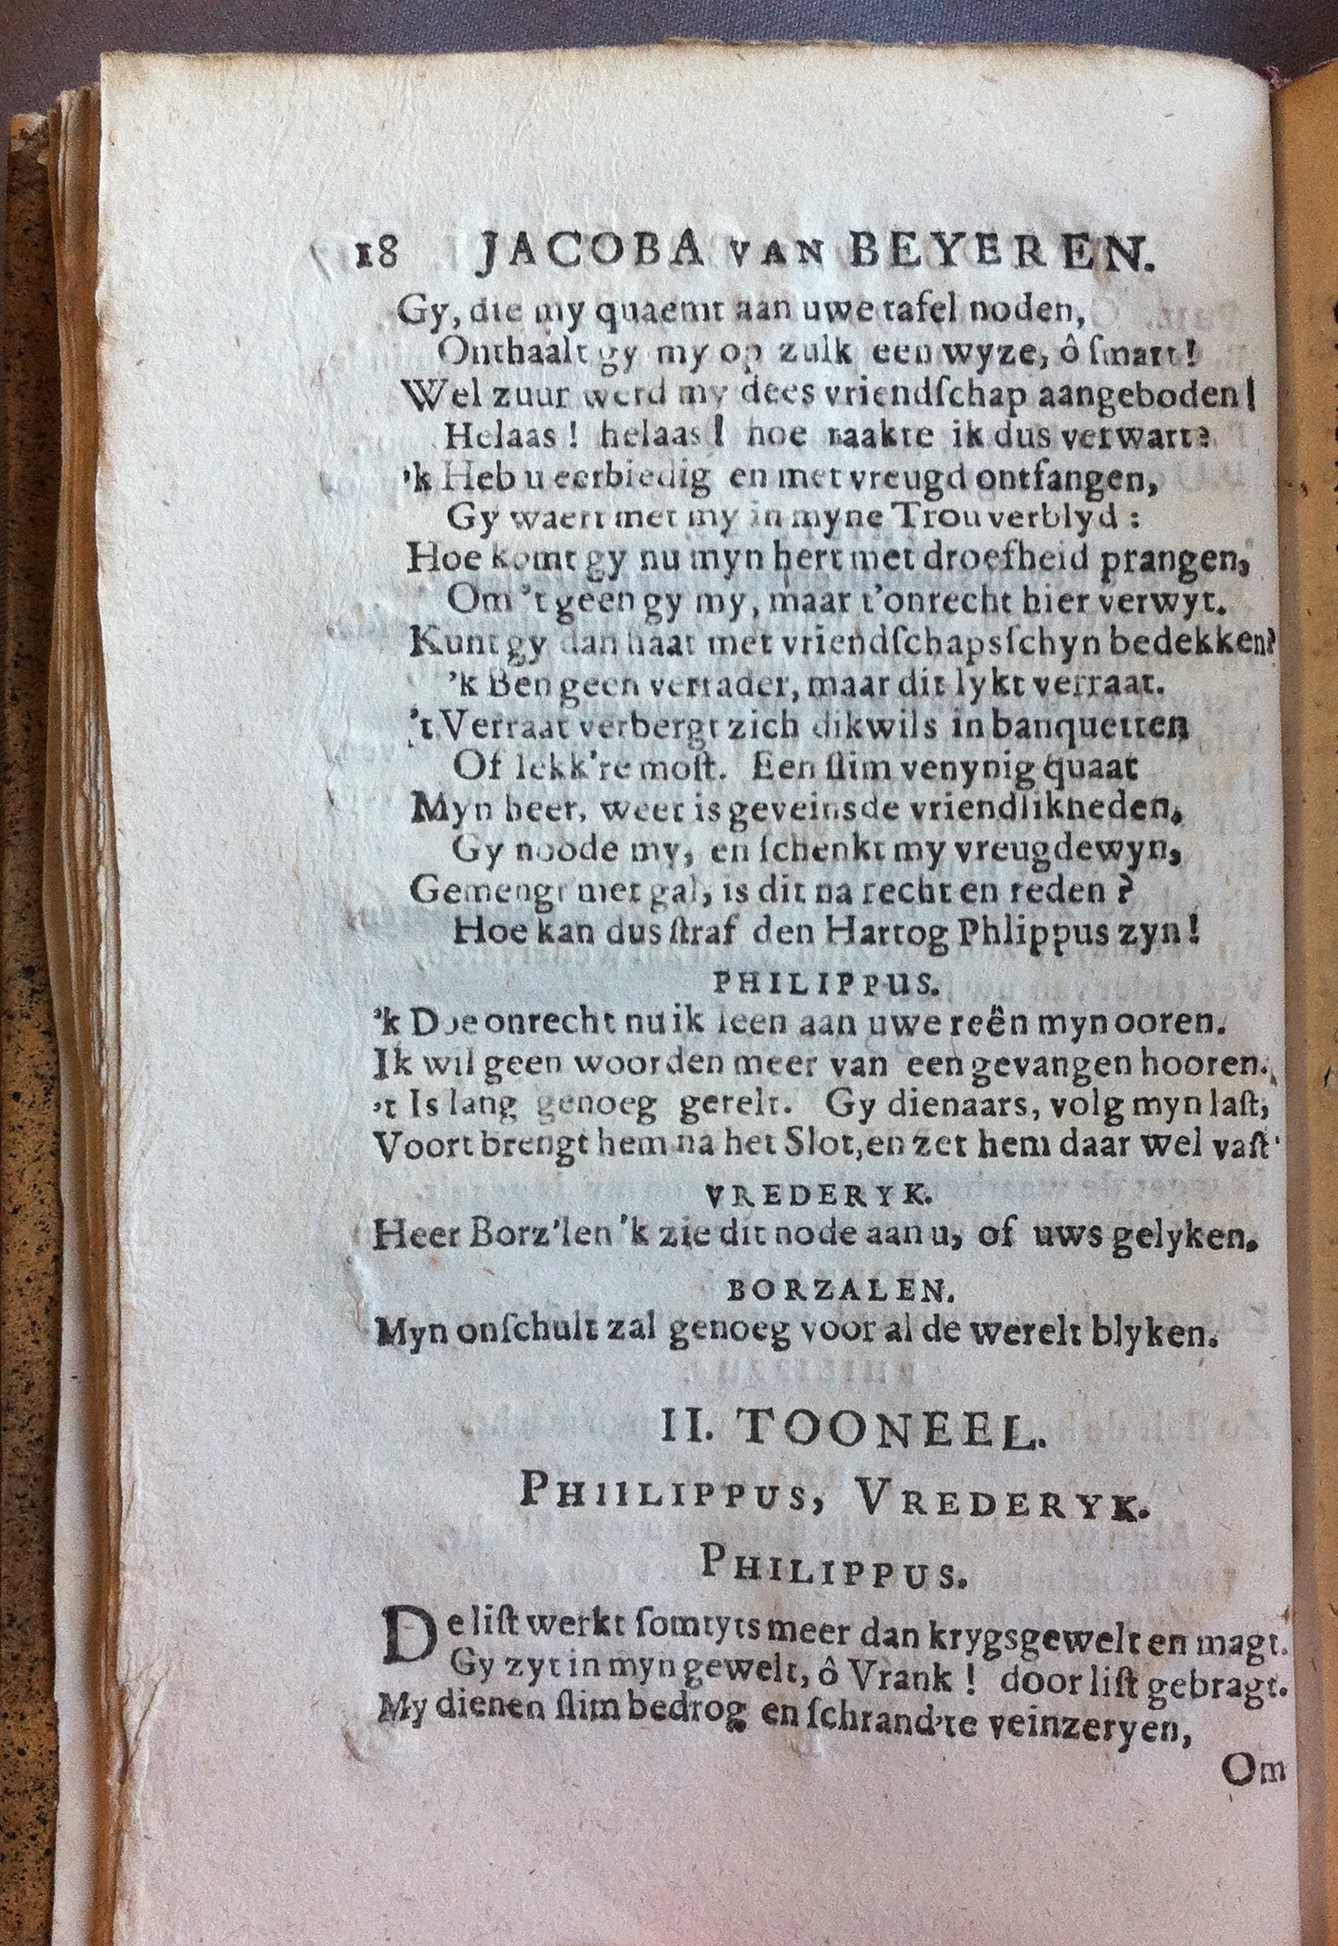 18 JACOBA VAN BEYEREN.
Gy, die my quaemt aan uwe tafel noden,
Onthaalt gy my op zulk een wyze, ô ſmart!
Wel zuur werd my dees vriendſchap aangeboden!
Helaas! helaas! hoe raakte ik dus verwart?
'k Heb u eerbiedig en met vreugd ontfangen,
Gy waert met my in myne Trou verblyd:
Hoe komt gy nu myn hert met droefheid prangen,
Om 't geen gy my, maar t'onrecht hier verwyt.
Kunt gy dan haat met vriendſchapsſchyn bedekken?
'k Ben geen verrader, maar dit lykt verraat.
't Verraat verbergt zich dikwils in banquetten
Of lekk're moſt. Een ſlim venynig quaat
Myn heer, weet is geveinsde vriendlikheden,
Gy noode my, en ſchenkt my vreugdewyn,
Gemengt met gal, is dit na recht en reden?
Hoe kan dus ſtraf den Hartog Phlippus zyn!
PHILIPPUS.
'k Doe onrecht nu ik leen aan uwe reên myn ooren.
Ik wil geen woorden meer van een gevangen hooren.
't Is lang genoeg gerelt. Gy dienaars, volg myn laſt,
Voort brengt hem na het Slot, en zet hem daar wel vaſt'
VREDERYK.
Heer Borz'len 'k zie dit node aan u, of uws gelyken.
BORZALEN.
Myn onſchult zal genoeg voor al de werelt blyken.
II. TOONEEL.
PHIIILIPPUS, VREDERYK.
PHILIPPUS.
De liſt werkt ſomtyts meer dan krygsgewelt en magt.
Gy zyt in myn gewelt, ô Vrank! door liſt gebragt.
My dienen ſlim bedrog en ſchrand're veinzeryen,
Om